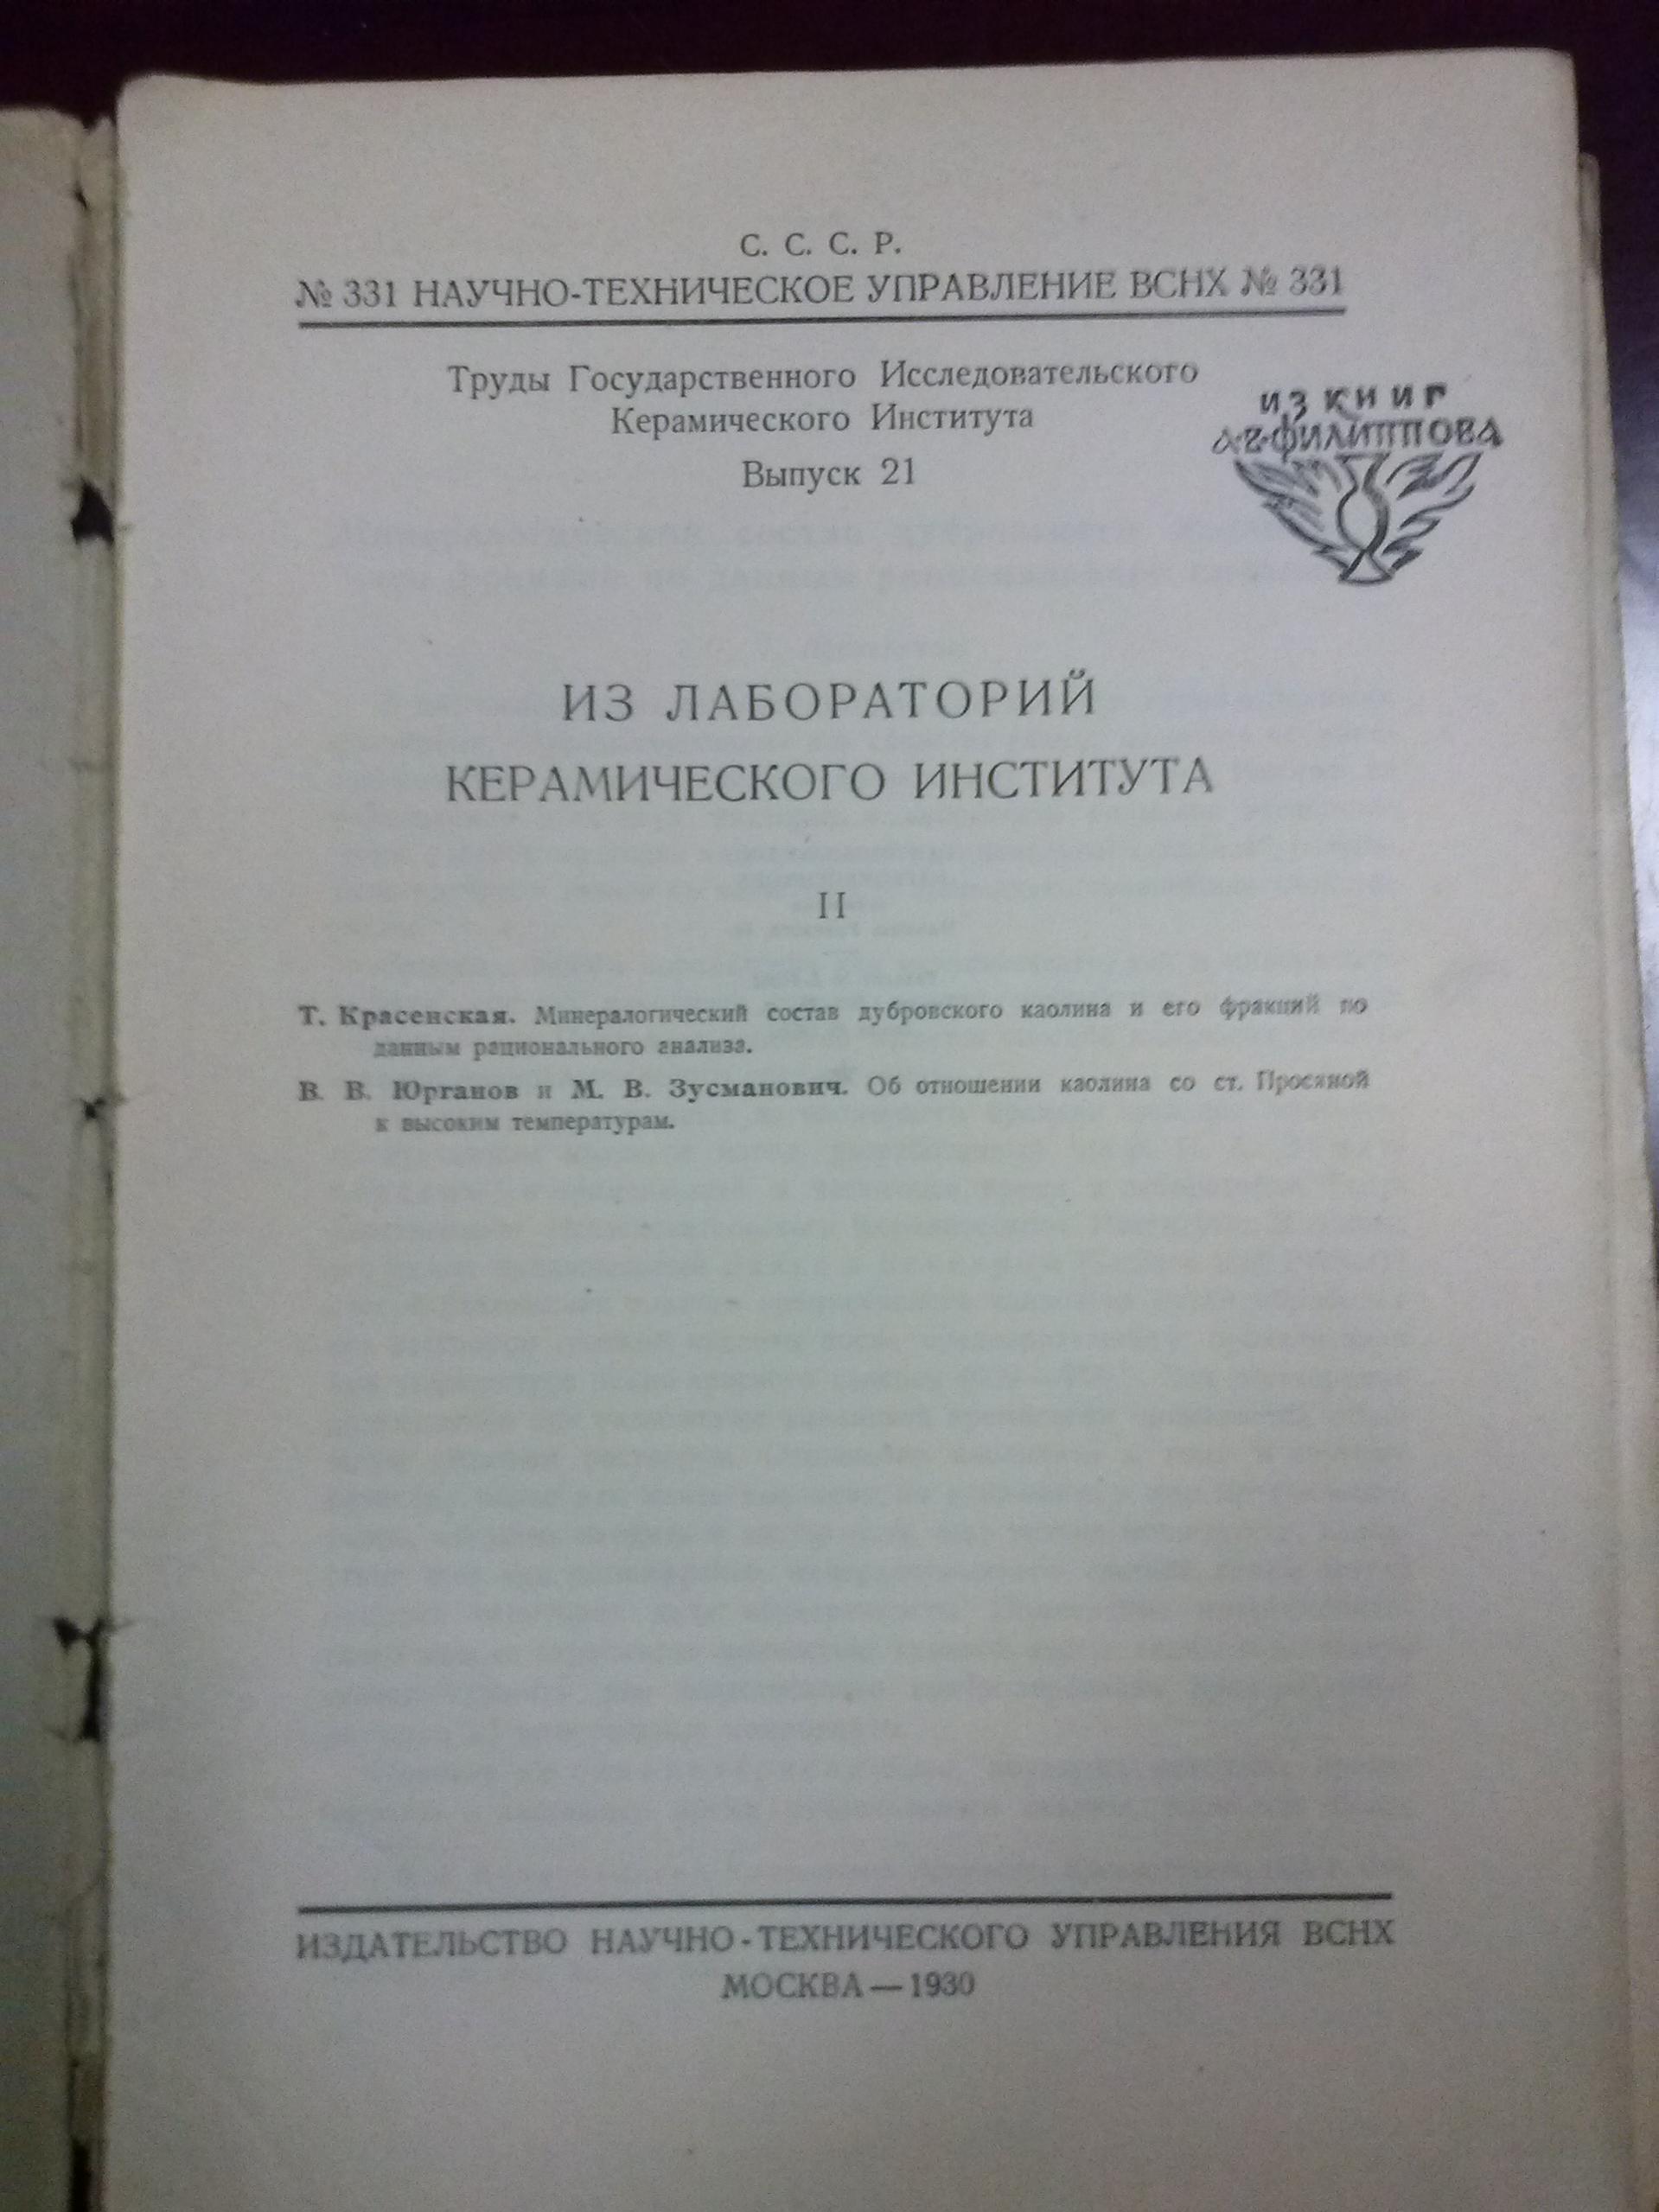 С. С. С. Р.
№ 331 НАУЧНО-ТЕХНИЧЕСКОЕ УПРАВЛЕНИЕ ВСНХ № 331
Труды Государственного Исследовательского
Керамического Института
Выпуск 21
ИЗ КНИГ
А·В·ФИЛИППОВА
ИЗ ЛАБОРАТОРИЙ
КЕРАМИЧЕСКОГО ИНСТИТУТА
II
Т. Красенская. Минералогический состав дубровского каолина и его фракций по
данным рационального анализа.
В. В. Юрганов и М. В. Зусманович. Об отношении каолина со ст. Просяной
к высоким температурам.
ИЗДАТЕЛЬСТВО НАУЧНО-ТЕХНИЧЕСКОГО УПРАВЛЕНИЯ ВСНХ
МОСКВА — 1930